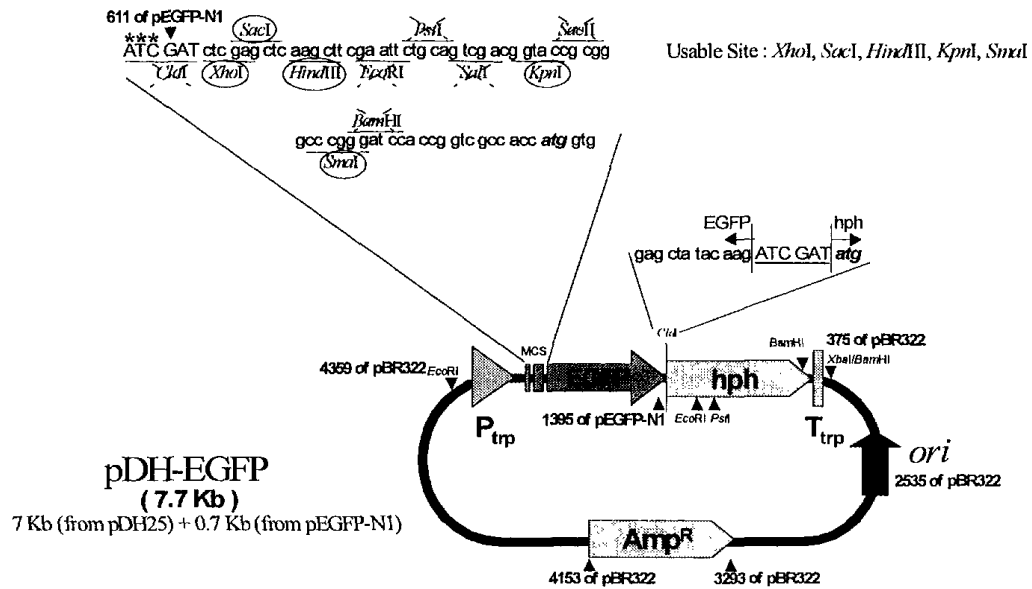 611 of pEGFP-N1
SacI PstI SacII
***
ATC GAT ctc gag ctc aag ctt cga att ctg cag tcg acg gta ccg cgg
Usable Site : XhoI, SacI, HindIII, KpnI, SmaI
ClaI XhoI HindIII EcoRI SalI KpnI
BamHI
gcc cgg gat cca ccg gtc gcc acc atg gtg
SmaI
EGFP hph
gag cta tac aag ATC GAT atg
ClaI
BamHI 375 of pBR322
MCS
4359 of pBR322 EcoRI XbaI/BamHI
hph
1395 of pEGFP-N1 EcoRI PstI
Ptrp Ttrp
ori
pDH-EGFP
2535 of pBR322
( 7.7 Kb )
7 Kb (from pDH25) + 0.7 Kb (from pEGFP-N1)
AmpR
4153 of pBR322 3293 of pBR322